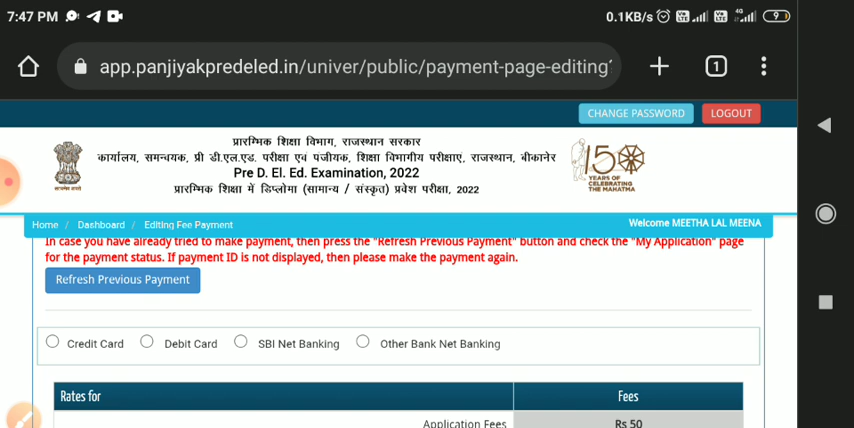 7:47 PM
0.1KB/s 4G 9
app.panjiyakpredeled.in/univer/public/payment-page-editing?
1
CHANGE PASSWORD LOGOUT
प्रारम्भिक शिक्षा विभाग, राजस्थान सरकार
कार्यालय, समन्वयक, प्री डी.एल.एड. परीक्षा एवं पंजीयक, शिक्षा विभागीय परीक्षाएं, राजस्थान, बीकानेर
Pre D. El. Ed. Examination, 2022
प्रारम्भिक शिक्षा में डिप्लोमा (सामान्य / संस्कृत) प्रवेश परीक्षा, 2022
150
YEARS OF
CELEBRATING
THE MAHATMA
Home / Dashboard / Editing Fee Payment
Welcome MEETHA LAL MEENA
In case you have already tried to make payment, then press the "Refresh Previous Payment" button and check the "My Application" page
for the payment status. If payment ID is not displayed, then please make the payment again.
Refresh Previous Payment
Credit Card Debit Card SBI Net Banking Other Bank Net Banking
Rates for Fees
Application Fees Rs 50